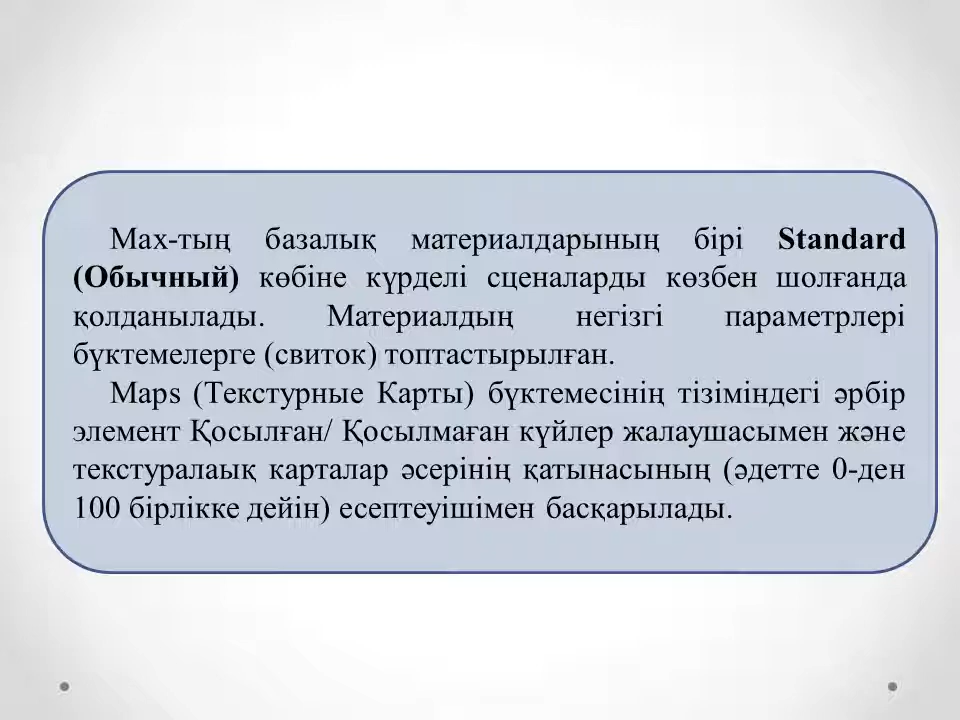 Max-тың базалық материалдарының бірі Standard
(Обычный) көбіне күрделі сценаларды көзбен шолғанда
қолданылады. Материалдың негізгі параметрлері
бүктемелерге (свиток) топтастырылған.
Maps (Текстурные Карты) бүктемесінің тізіміндегі әрбір
элемент Қосылған/ Қосылмаған күйлер жалаушасымен және
текстуралаық карталар әсерінің қатынасының (әдетте 0-ден
100 бірлікке дейін) есептеуішімен басқарылады.